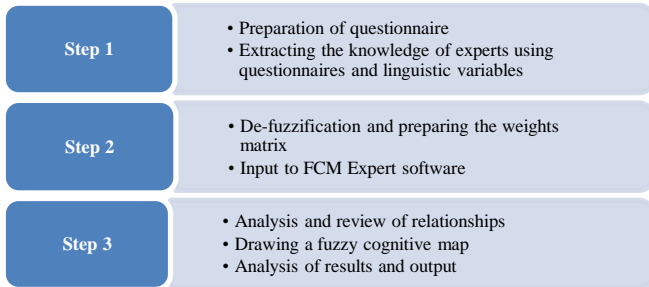 Step 1
• Preparation of questionnaire
• Extracting the knowledge of experts using
questionnaires and linguistic variables
Step 2
• De-fuzzification and preparing the weights
matrix
• Input to FCM Expert software
Step 3
• Analysis and review of relationships
• Drawing a fuzzy cognitive map
• Analysis of results and output